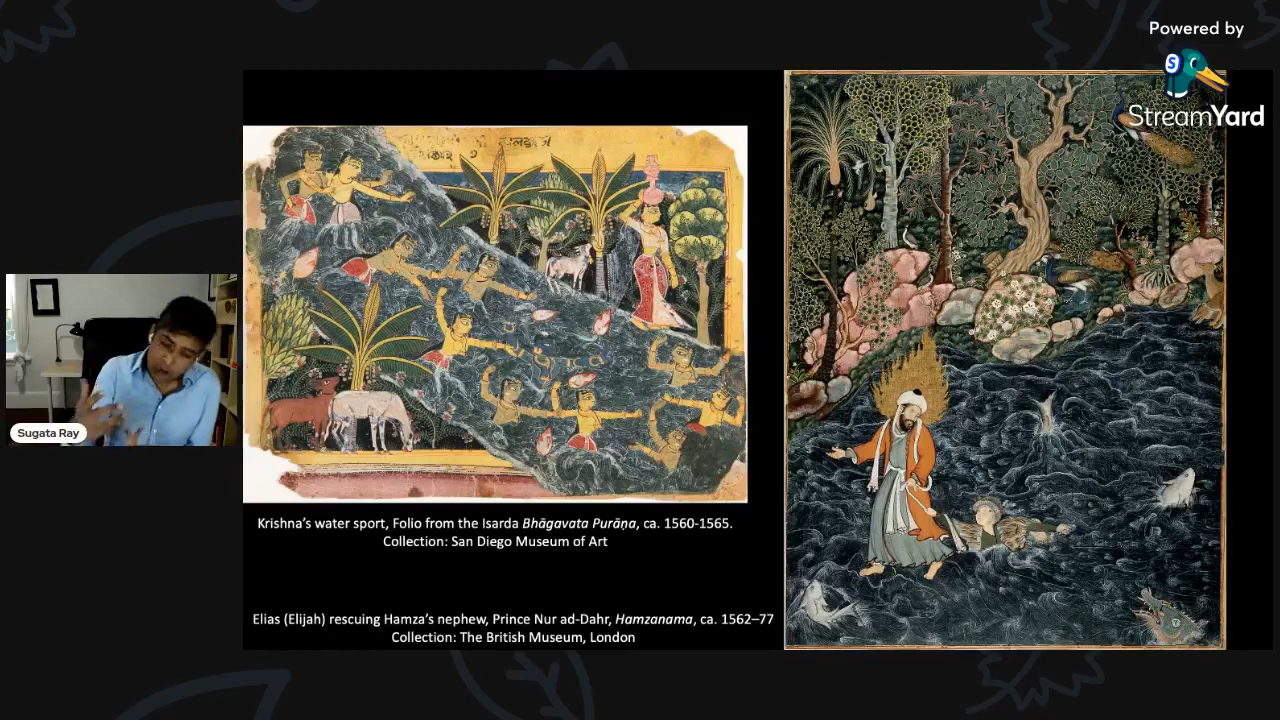 Powered by
StreamYard
Sugata Ray
Krishna’s water sport, Folio from the Isarda Bhāgavata Purāṇa, ca. 1560-1565.
Collection: San Diego Museum of Art
Elias (Elijah) rescuing Hamza’s nephew, Prince Nur ad-Dahr, Hamzanama, ca. 1562–77
Collection: The British Museum, London